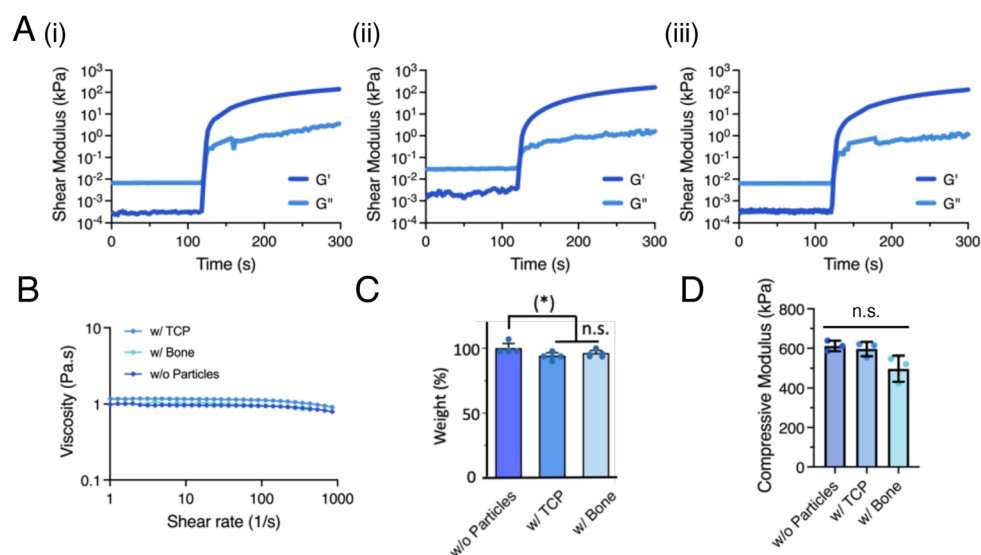 A (i) (ii) (iii)
Shear Modulus (kPa)
10³
10²
10¹
10⁰
10⁻¹
10⁻²
10⁻³
10⁻⁴
G'
G"
0 100 200 300
Time (s)
Shear Modulus (kPa)
10³
10²
10¹
10⁰
10⁻¹
10⁻²
10⁻³
10⁻⁴
G'
G"
0 100 200 300
Time (s)
Shear Modulus (kPa)
10³
10²
10¹
10⁰
10⁻¹
10⁻²
10⁻³
10⁻⁴
G'
G"
0 100 200 300
Time (s)
B
Viscosity (Pa.s)
10
1
0.1
w/ TCP
w/ Bone
w/o Particles
1 10 100 1000
Shear rate (1/s)
C
(*)
n.s.
Weight (%)
100
50
0
w/o Particles
w/ TCP
w/ Bone
D
n.s.
Compressive Modulus (kPa)
800
600
400
200
0
w/o Particles
w/ TCP
w/ Bone